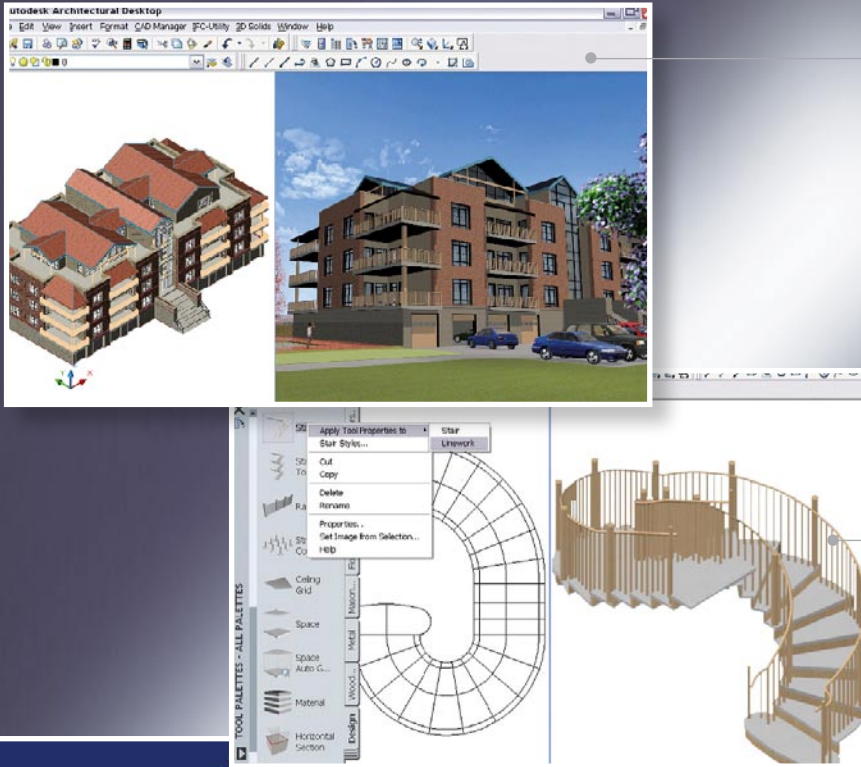 utodesk Architectural Desktop
Edit View Insert Format CAD Manager IFC-Utility 3D Solids Window Help
0
Y
X
Apply Tool Properties to
Stair
Linework
Stair Styles...
Cut
Copy
Delete
Rename
Properties...
Set Image from Selection...
Help
Ceiling
Grid
Space
Space
Auto G...
Material
Horizontal
Section
Mason...
Metal
Wood...
Design
TOOL PALETTES - ALL PALETTES